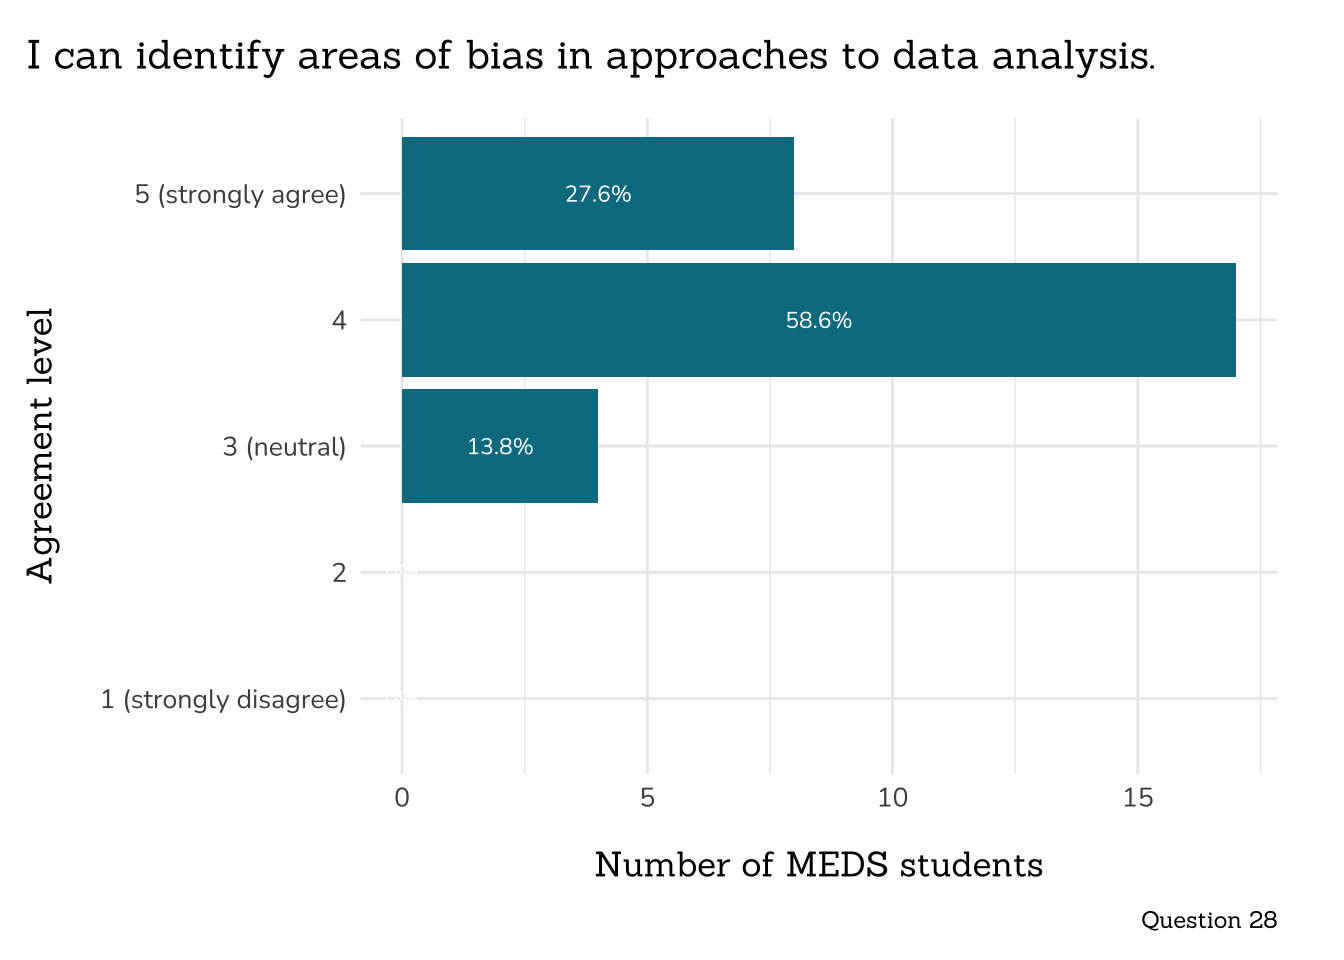 I can identify areas of bias in approaches to data analysis.
5 (strongly agree)
27.6%
4
58.6%
3 (neutral)
13.8%
2
1 (strongly disagree)
Agreement level
0 5 10 15
Number of MEDS students
Question 28